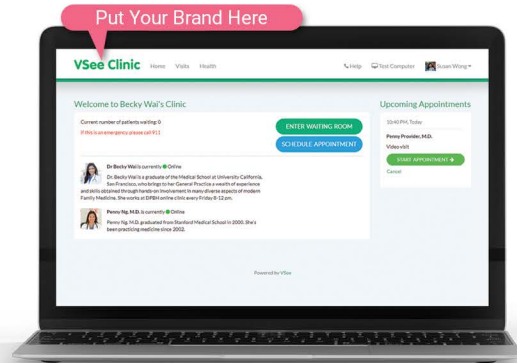 Put Your Brand Here
VSee Clinic
Home Visits Health
Help Test Computer Susan Wong
Welcome to Becky Wai's Clinic
Current number of patients waiting: 0
If this is an emergency please call 911
ENTER WAITING ROOM
SCHEDULE APPOINTMENT
Dr Becky Wai is currently Online
Dr. Becky Wai is a graduate of the Medical School at University California,
San Francisco, who brings to her General Practice a wealth of experience
and skills obtained through hands on involvement in many diverse aspects of modern
Family Medicine. She works at DPBH online clinic every Friday 8-12 pm.
Penny Ng, M.D. is currently Online
Penny Ng, M.D. graduated from Stanford Medical School in 2000. She's
been practicing medicine since 2002.
Upcoming Appointments
10:40 PM, Today
Penny Provider, M.D.
Video visit
START APPOINTMENT
Cancel
Powered by VSee